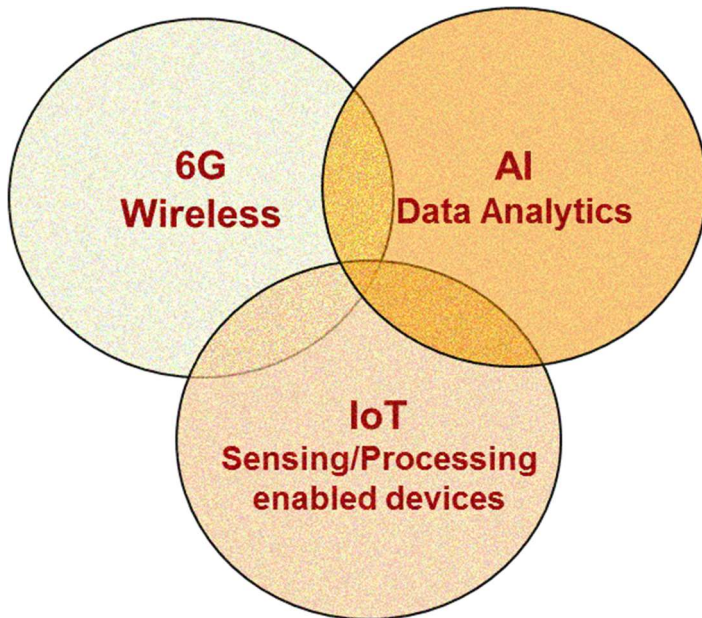 6G
Wireless
AI
Data Analytics
IoT
Sensing/Processing
enabled devices